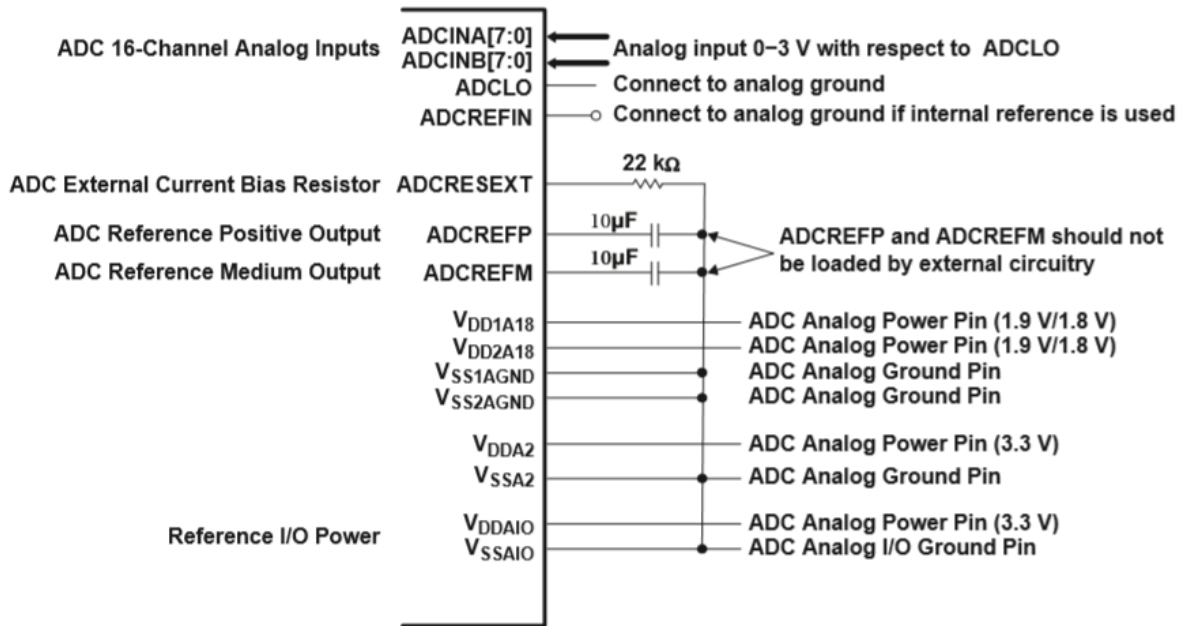 ADC 16-Channel Analog Inputs
ADCINA[7:0]
ADCINB[7:0]
Analog input 0−3 V with respect to ADCLO
ADCLO
Connect to analog ground
ADCREFIN
Connect to analog ground if internal reference is used
22 kΩ
ADC External Current Bias Resistor ADCRESEXT
ADC Reference Positive Output ADCREFP
10μF
ADC Reference Medium Output ADCREFM
10μF
ADCREFP and ADCREFM should not
be loaded by external circuitry
VDD1A18 ADC Analog Power Pin (1.9 V/1.8 V)
VDD2A18 ADC Analog Power Pin (1.9 V/1.8 V)
VSS1AGND ADC Analog Ground Pin
VSS2AGND ADC Analog Ground Pin
VDDA2 ADC Analog Power Pin (3.3 V)
VSSA2 ADC Analog Ground Pin
Reference I/O Power
VDDAIO ADC Analog Power Pin (3.3 V)
VSSAIO ADC Analog I/O Ground Pin